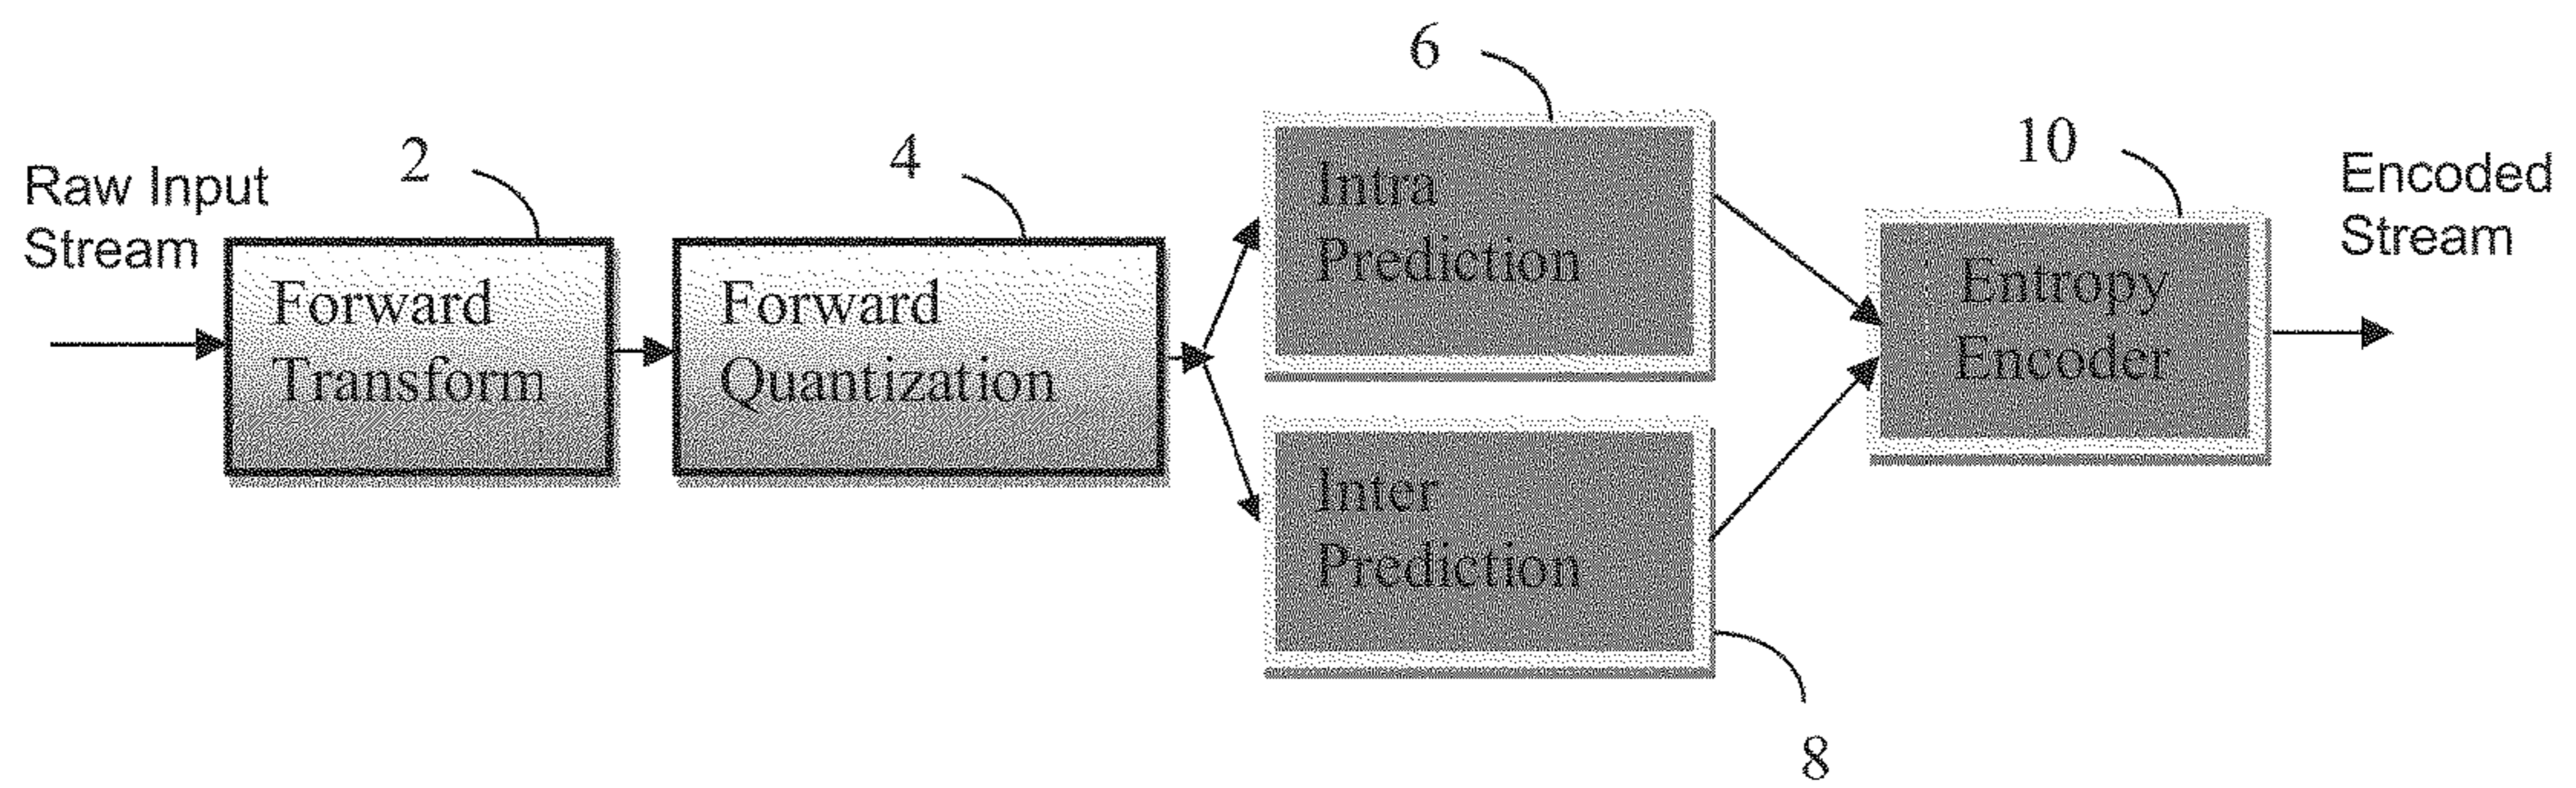 Raw Input
Stream
2
Forward
Transform
4
Forward
Quantization
6
Intra
Prediction
Inter
Prediction
8
10
Entropy
Encoder
Encoded
Stream